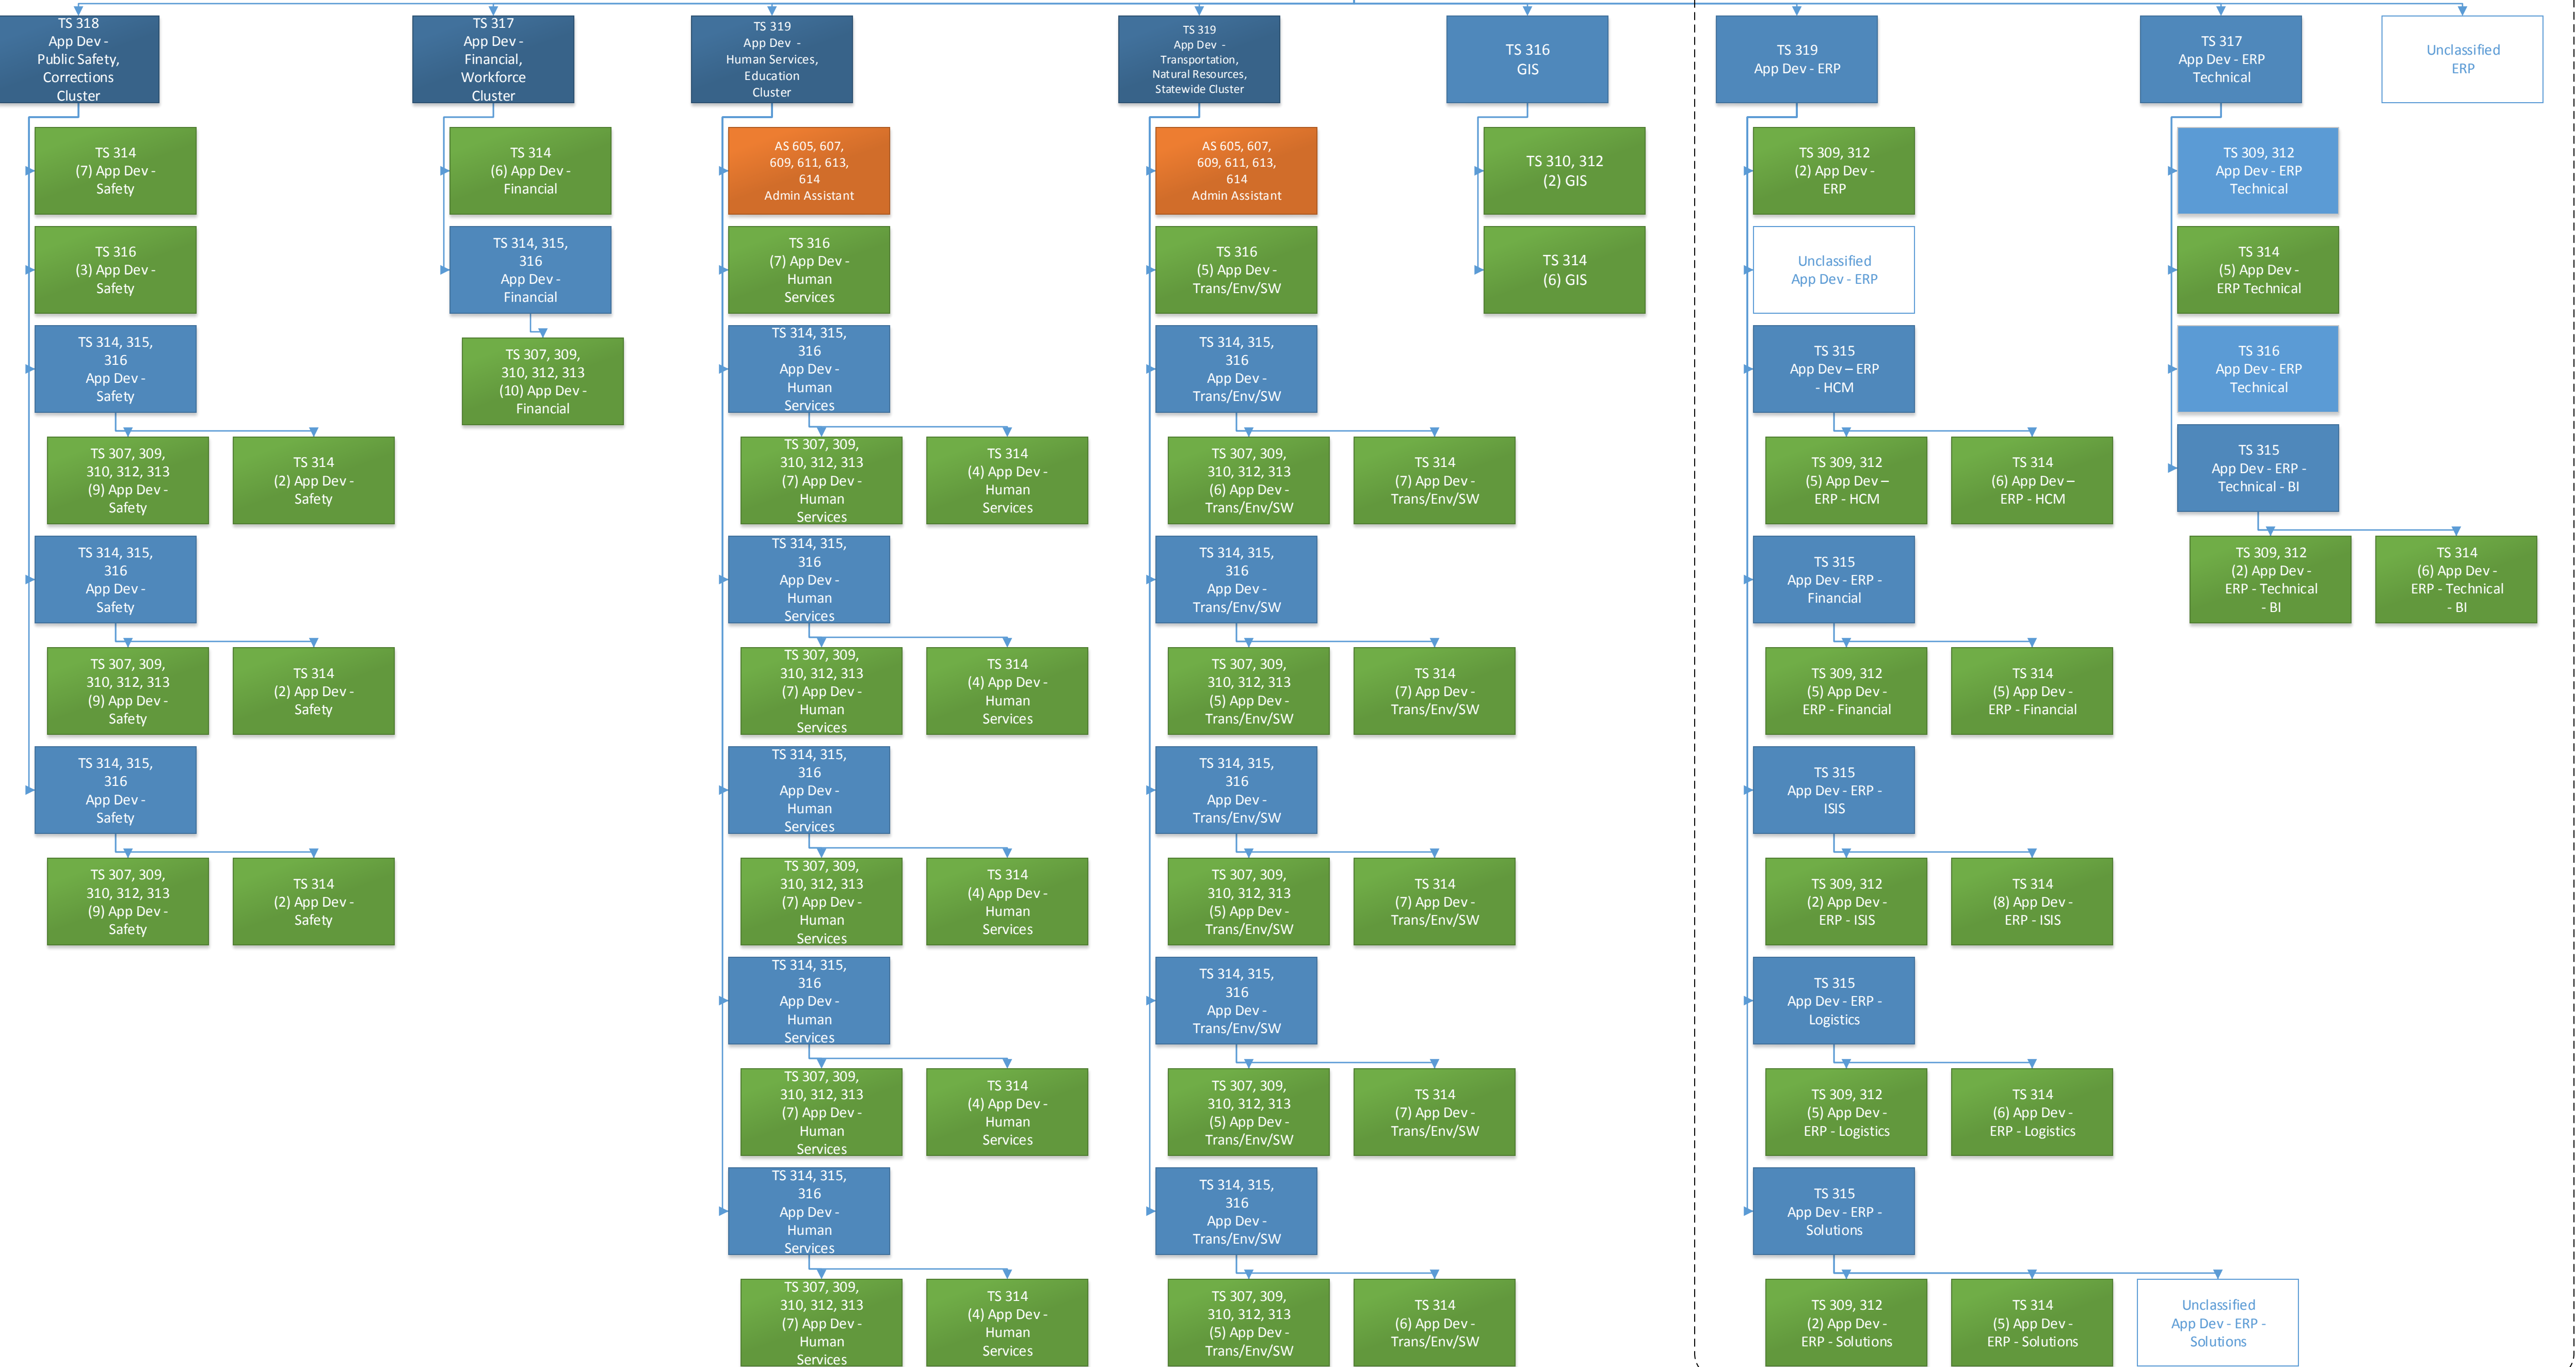 TS 318
App Dev -
Public Safety,
Corrections
Cluster
TS 314
(7) App Dev -
Safety
TS 316
(3) App Dev -
Safety
TS 314, 315,
316
App Dev -
Safety
TS 307, 309,
310, 312, 313
(9) App Dev -
Safety
TS 314
(2) App Dev -
Safety
TS 314, 315,
316
App Dev -
Safety
TS 307, 309,
310, 312, 313
(9) App Dev -
Safety
TS 314
(2) App Dev -
Safety
TS 314, 315,
316
App Dev -
Safety
TS 307, 309,
310, 312, 313
(9) App Dev -
Safety
TS 314
(2) App Dev -
Safety
TS 317
App Dev -
Financial,
Workforce
Cluster
TS 314
(6) App Dev -
Financial
TS 314, 315,
316
App Dev -
Financial
TS 307, 309,
310, 312, 313
(10) App Dev -
Financial
TS 319
App Dev -
Human Services,
Education
Cluster
AS 605, 607,
609, 611, 613,
614
Admin Assistant
TS 316
(7) App Dev -
Human
Services
TS 314, 315,
316
App Dev -
Human
Services
TS 307, 309,
310, 312, 313
(7) App Dev -
Human
Services
TS 314
(4) App Dev -
Human
Services
TS 314, 315,
316
App Dev -
Human
Services
TS 307, 309,
310, 312, 313
(7) App Dev -
Human
Services
TS 314
(4) App Dev -
Human
Services
TS 314, 315,
316
App Dev -
Human
Services
TS 307, 309,
310, 312, 313
(7) App Dev -
Human
Services
TS 314
(4) App Dev -
Human
Services
TS 314, 315,
316
App Dev -
Human
Services
TS 307, 309,
310, 312, 313
(7) App Dev -
Human
Services
TS 314
(4) App Dev -
Human
Services
TS 314, 315,
316
App Dev -
Human
Services
TS 307, 309,
310, 312, 313
(7) App Dev -
Human
Services
TS 314
(4) App Dev -
Human
Services
TS 319
App Dev -
Transportation,
Natural Resources,
Statewide Cluster
AS 605, 607,
609, 611, 613,
614
Admin Assistant
TS 316
(5) App Dev -
Trans/Env/SW
TS 314, 315,
316
App Dev -
Trans/Env/SW
TS 307, 309,
310, 312, 313
(6) App Dev -
Trans/Env/SW
TS 314
(7) App Dev -
Trans/Env/SW
TS 314, 315,
316
App Dev -
Trans/Env/SW
TS 307, 309,
310, 312, 313
(5) App Dev -
Trans/Env/SW
TS 314
(7) App Dev -
Trans/Env/SW
TS 314, 315,
316
App Dev -
Trans/Env/SW
TS 307, 309,
310, 312, 313
(5) App Dev -
Trans/Env/SW
TS 314
(7) App Dev -
Trans/Env/SW
TS 314, 315,
316
App Dev -
Trans/Env/SW
TS 307, 309,
310, 312, 313
(5) App Dev -
Trans/Env/SW
TS 314
(7) App Dev -
Trans/Env/SW
TS 314, 315,
316
App Dev -
Trans/Env/SW
TS 307, 309,
310, 312, 313
(5) App Dev -
Trans/Env/SW
TS 314
(6) App Dev -
Trans/Env/SW
TS 316
GIS
TS 310, 312
(2) GIS
TS 314
(6) GIS
TS 319
App Dev - ERP
TS 309, 312
(2) App Dev -
ERP
Unclassified
App Dev - ERP
TS 315
App Dev – ERP
- HCM
TS 309, 312
(5) App Dev –
ERP - HCM
TS 314
(6) App Dev –
ERP - HCM
TS 315
App Dev - ERP -
Financial
TS 309, 312
(5) App Dev -
ERP - Financial
TS 314
(5) App Dev -
ERP - Financial
TS 315
App Dev - ERP -
ISIS
TS 309, 312
(2) App Dev -
ERP - ISIS
TS 314
(8) App Dev -
ERP - ISIS
TS 315
App Dev - ERP -
Logistics
TS 309, 312
(5) App Dev -
ERP - Logistics
TS 314
(6) App Dev -
ERP - Logistics
TS 315
App Dev - ERP -
Solutions
TS 309, 312
(2) App Dev -
ERP - Solutions
TS 314
(5) App Dev -
ERP - Solutions
Unclassified
App Dev - ERP -
Solutions
TS 317
App Dev - ERP
Technical
TS 309, 312
App Dev - ERP
Technical
TS 314
(5) App Dev -
ERP Technical
TS 316
App Dev - ERP
Technical
TS 315
App Dev - ERP -
Technical - BI
TS 309, 312
(2) App Dev -
ERP - Technical
- BI
TS 314
(6) App Dev -
ERP - Technical
- BI
Unclassified
ERP